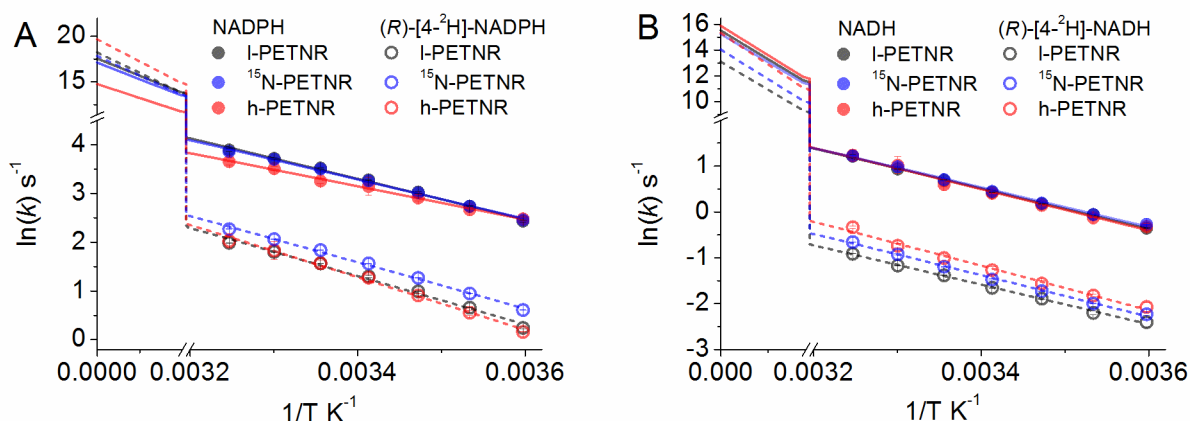 A
NADPH (R)-[4-²H]-NADPH
l-PETNR l-PETNR
¹⁵N-PETNR ¹⁵N-PETNR
h-PETNR h-PETNR
20
15
4
3
2
1
0
ln(k) s⁻¹
0.0000 0.0032 0.0034 0.0036
1/T K⁻¹
B
NADH (R)-[4-²H]-NADH
l-PETNR l-PETNR
¹⁵N-PETNR ¹⁵N-PETNR
h-PETNR h-PETNR
16
14
12
10
1
0
-1
-2
-3
ln(k) s⁻¹
0.000 0.0032 0.0034 0.0036
1/T K⁻¹